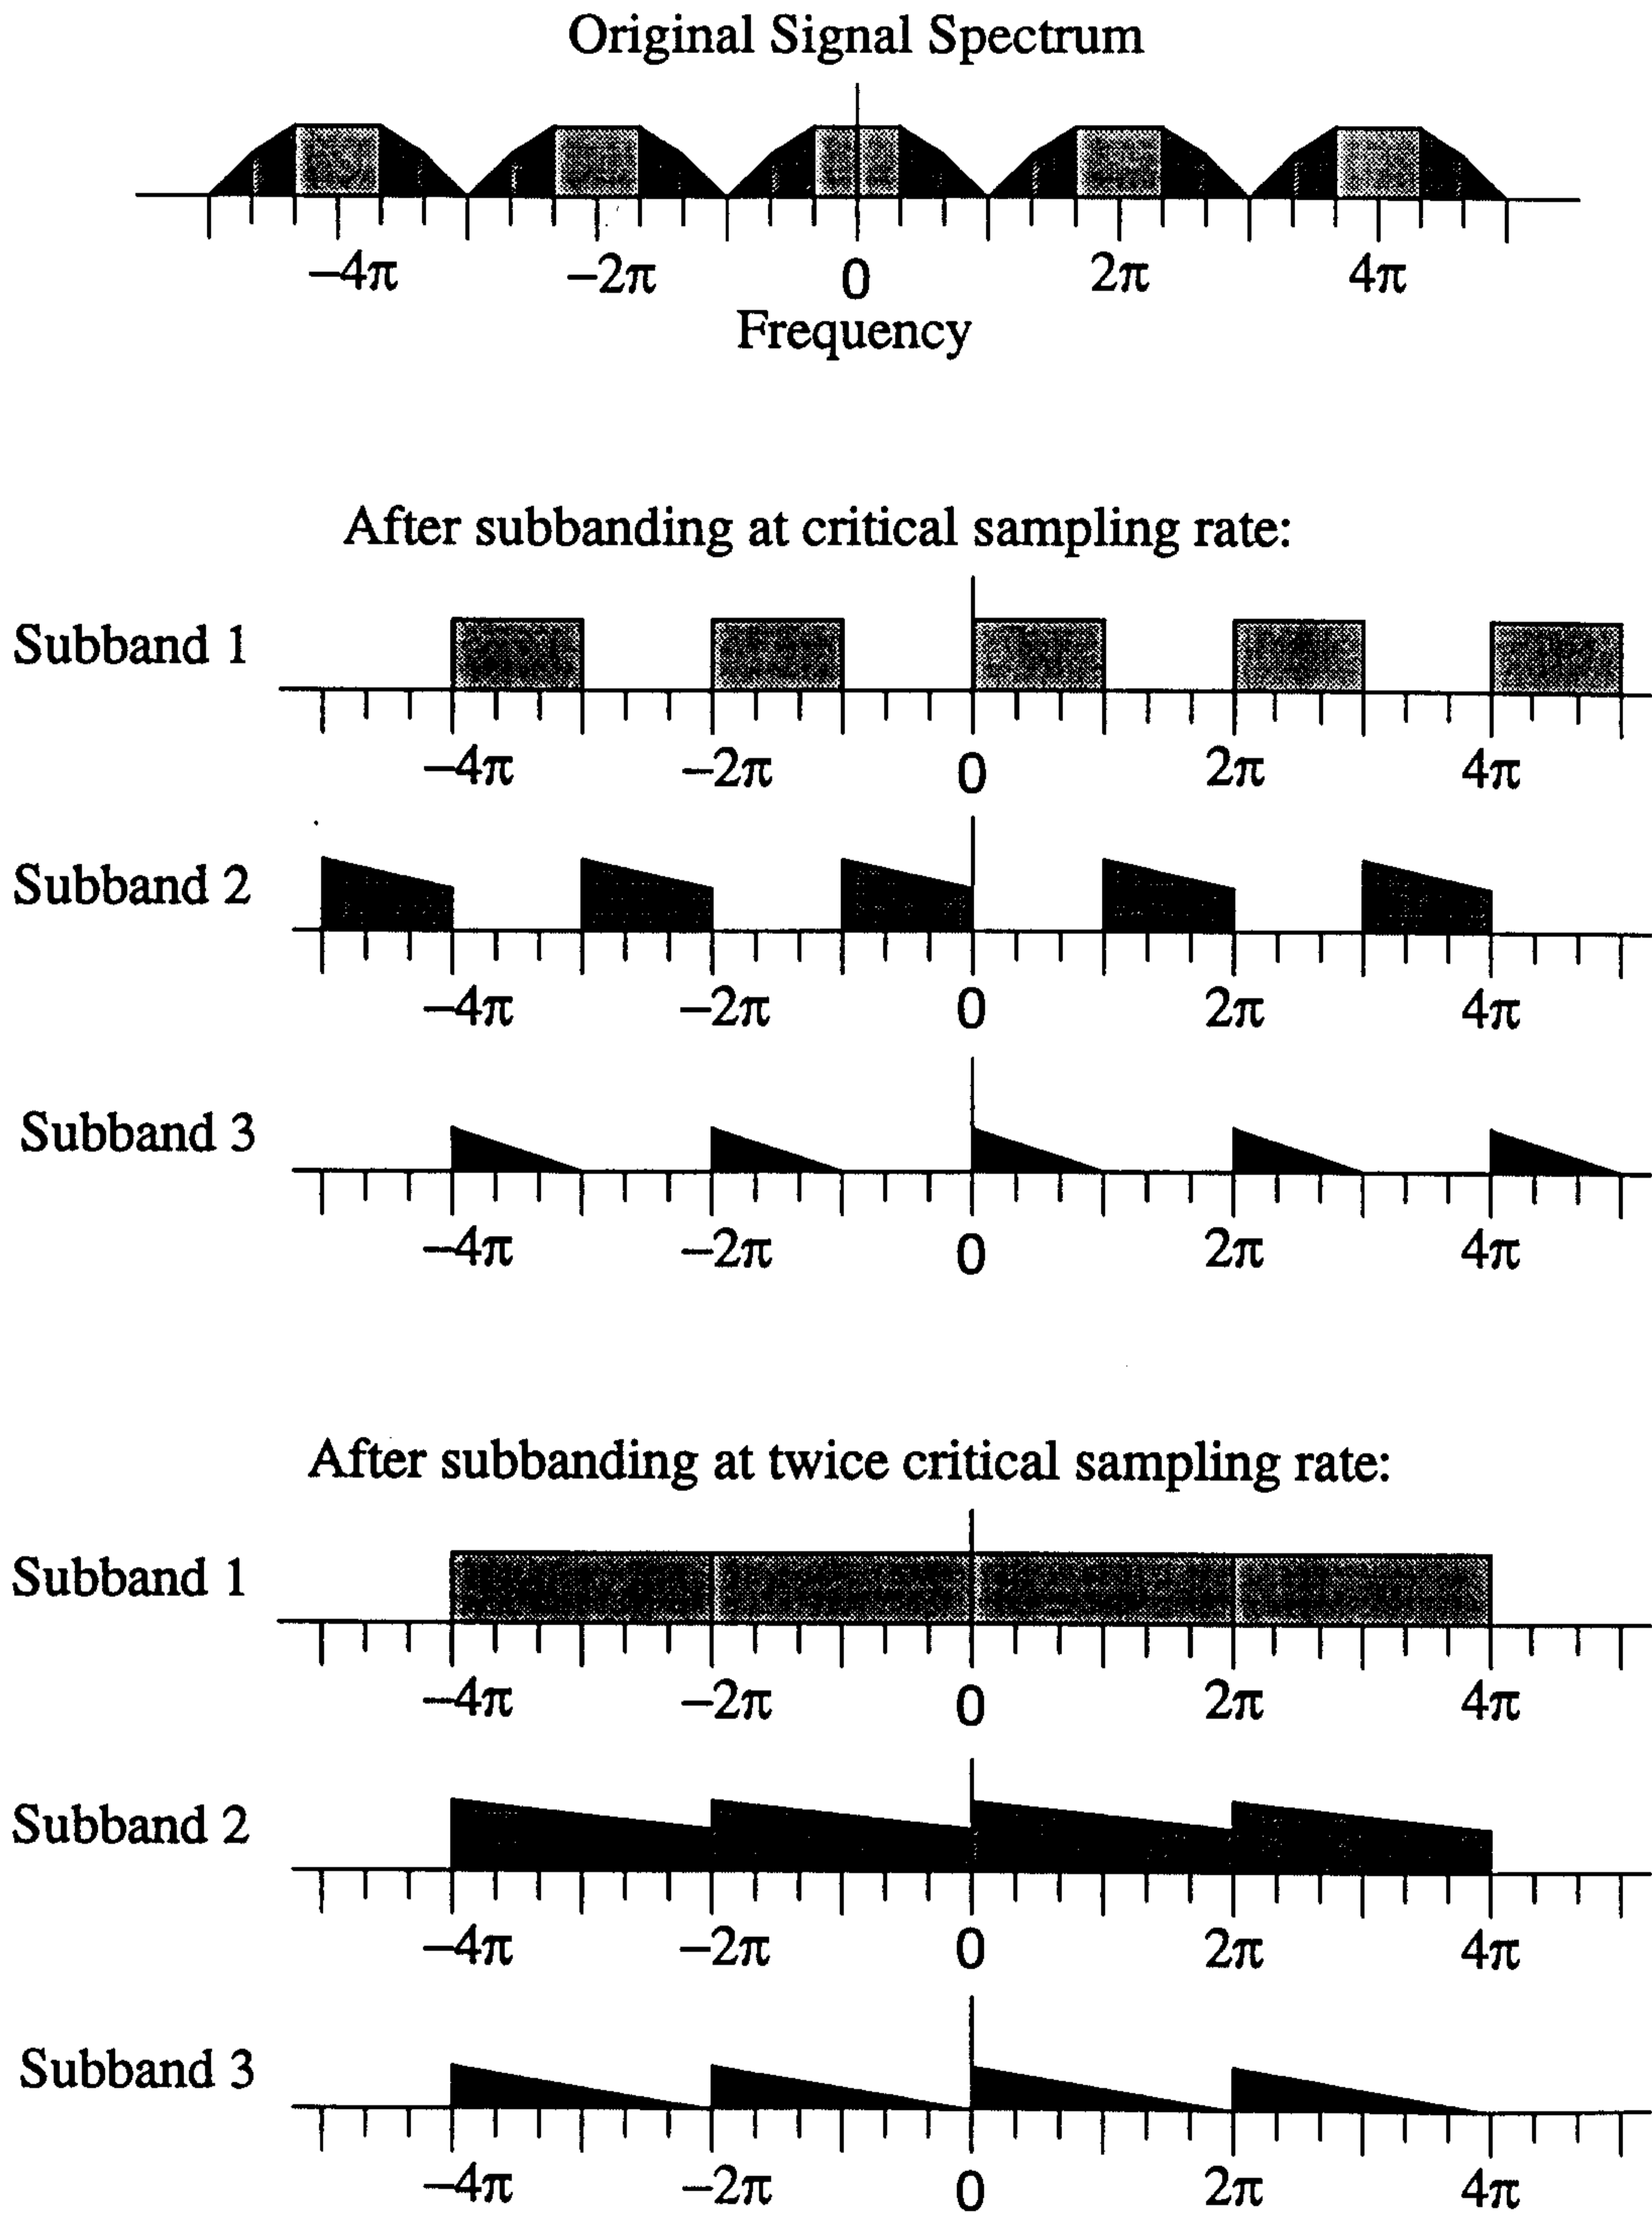 Original Signal Spectrum
−4π −2π 0 2π 4π
Frequency
After subbanding at critical sampling rate:
Subband 1
−4π −2π 0 2π 4π
Subband 2
−4π −2π 0 2π 4π
Subband 3
−4π −2π 0 2π 4π
After subbanding at twice critical sampling rate:
Subband 1
−4π −2π 0 2π 4π
Subband 2
−4π −2π 0 2π 4π
Subband 3
−4π −2π 0 2π 4π